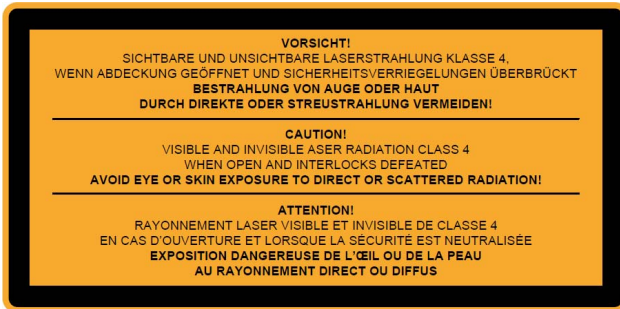 VORSICHT!
SICHTBARE UND UNSICHTBARE LASERSTRAHLUNG KLASSE 4,
WENN ABDECKUNG GEÖFFNET UND SICHERHEITSVERRIEGELUNGEN ÜBERBRÜCKT
BESTRAHLUNG VON AUGE ODER HAUT
DURCH DIREKTE ODER STREUSTRAHLUNG VERMEIDEN!
CAUTION!
VISIBLE AND INVISIBLE ASER RADIATION CLASS 4
WHEN OPEN AND INTERLOCKS DEFEATED
AVOID EYE OR SKIN EXPOSURE TO DIRECT OR SCATTERED RADIATION!
ATTENTION!
RAYONNEMENT LASER VISIBLE ET INVISIBLE DE CLASSE 4
EN CAS D'OUVERTURE ET LORSQUE LA SÉCURITÉ EST NEUTRALISÉE
EXPOSITION DANGEREUSE DE L'ŒIL OU DE LA PEAU
AU RAYONNEMENT DIRECT OU DIFFUS